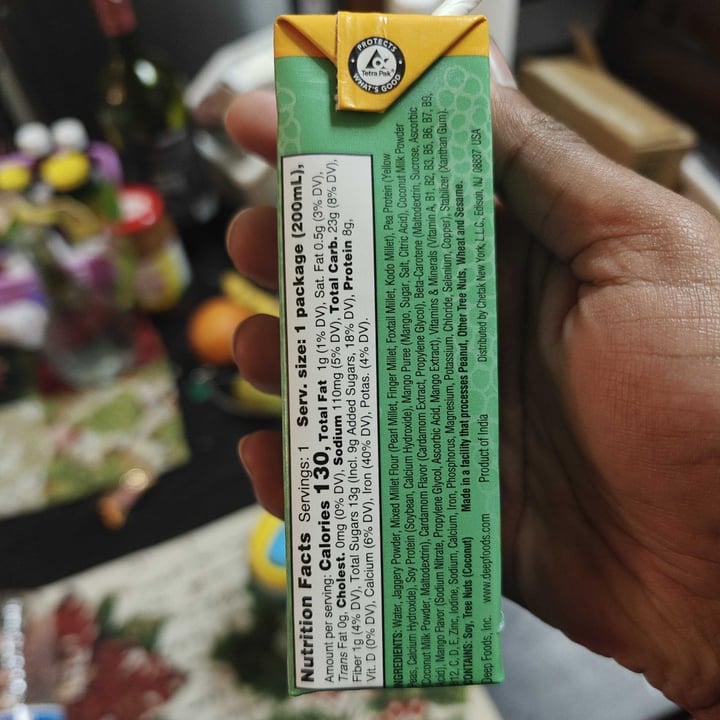 PROTECTS
Tetra Pak
WHAT'S GOOD
Nutrition Facts Servings: 1 Serv. size: 1 package (200mL),
Amount per serving: Calories 130, Total Fat 1g (1% DV), Sat. Fat 0.5g (3% DV),
Trans Fat 0g, Cholest. 0mg (0% DV), Sodium 110mg (5% DV), Total Carb. 23g (8% DV),
Fiber 1g (4% DV), Total Sugars 13g (Incl. 9g Added Sugars, 18% DV), Protein 8g,
Vit. D (0% DV), Calcium (6% DV), Iron (40% DV), Potas. (4% DV).
INGREDIENTS: Water, Jaggery Powder, Mixed Millet Flour (Pearl Millet, Finger Millet, Foxtail Millet, Kodo Millet), Pea Protein (Yellow
Peas, Calcium Hydroxide), Soy Protein (Soybean, Calcium Hydroxide), Mango Puree (Mango, Sugar, Salt, Citric Acid), Coconut Milk Powder
(Coconut Milk Powder, Maltodextrin), Cardamom Flavor (Cardamom Extract, Propylene Glycol), Beta-Carotene (Maltodextrin, Sucrose, Ascorbic
Acid), Mango Flavor (Sodium Nitrate, Propylene Glycol, Ascorbic Acid, Mango Extract), Vitamins & Minerals (Vitamin A, B1, B2, B3, B5, B6, B7, B9,
B12, C, D, E, Zinc, Iodine, Sodium, Calcium, Iron, Phosphorus, Magnesium, Potassium, Chloride, Selenium, Copper), Stabilizer (Xanthan Gum).
CONTAINS: Soy, Tree Nuts (Coconut) Made in a facility that processes Peanut, Other Tree Nuts, Wheat and Sesame.
Deep Foods, Inc. www.deepfoods.com Product of India Distributed by Chetak New York, L.L.C., Edison, NJ 08837 USA